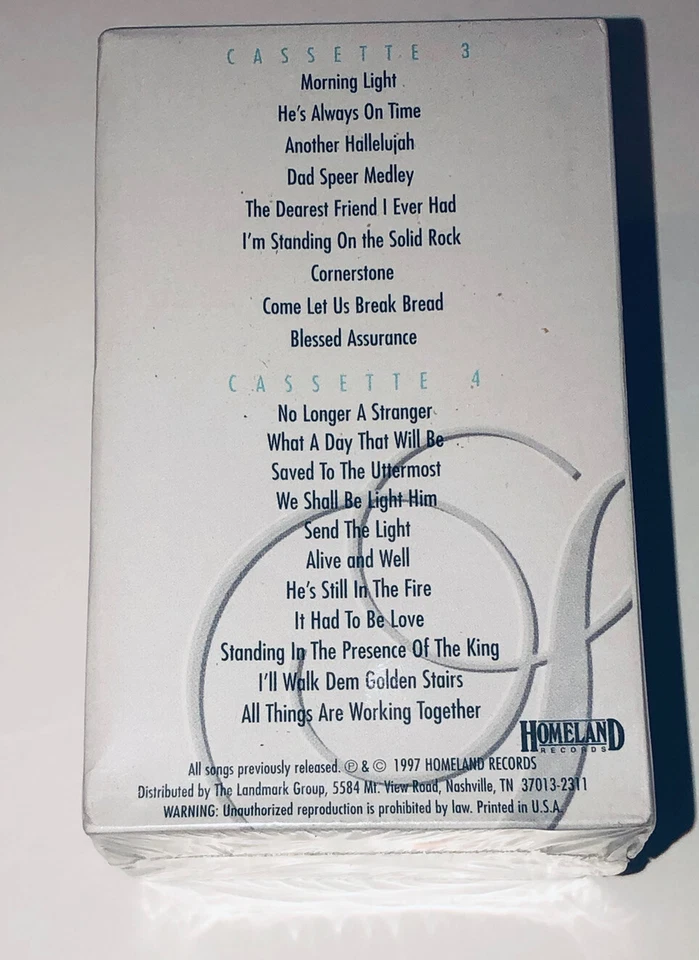 CASSETTE 3
Morning Light
He's Always On Time
Another Hallelujah
Dad Speer Medley
The Dearest Friend I Ever Had
I'm Standing On the Solid Rock
Cornerstone
Come Let Us Break Bread
Blessed Assurance
CASSETTE 4
No Longer A Stranger
What A Day That Will Be
Saved To The Uttermost
We Shall Be Light Him
Send The Light
Alive and Well
He's Still In The Fire
It Had To Be Love
Standing In The Presence Of The King
I'll Walk Dem Golden Stairs
All Things Are Working Together
HOMELAND
RECORDS
All songs previously released. ℗ & © 1997 HOMELAND RECORDS
Distributed by The Landmark Group, 5584 Mt. View Road, Nashville, TN 37013-2311
WARNING: Unauthorized reproduction is prohibited by law. Printed in U.S.A.